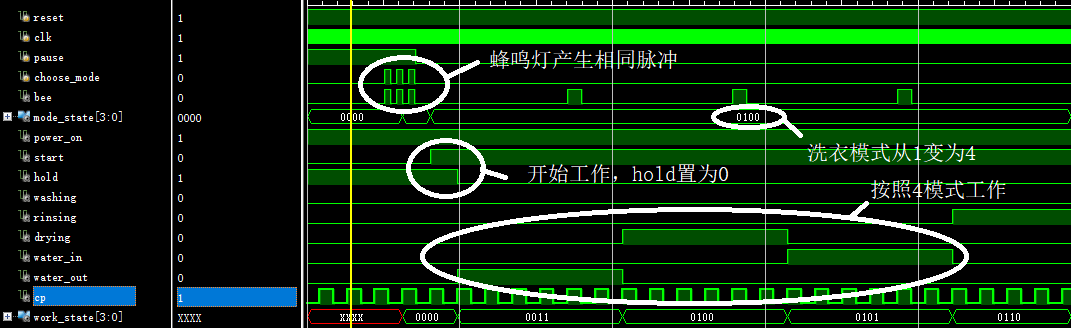 reset 1
clk 1
pause 1
蜂鸣灯产生相同脉冲
choose_mode 0
bee 0
mode_state[3:0] 0000 0000 0100
power_on 1
start 0
洗衣模式从1变为4
hold 1
开始工作，hold置为0
washing 0
按照4模式工作
rinsing 0
drying 0
water_in 0
water_out 0
cp 1
work_state[3:0] XXXX XXXX 0000 0011 0100 0101 0110